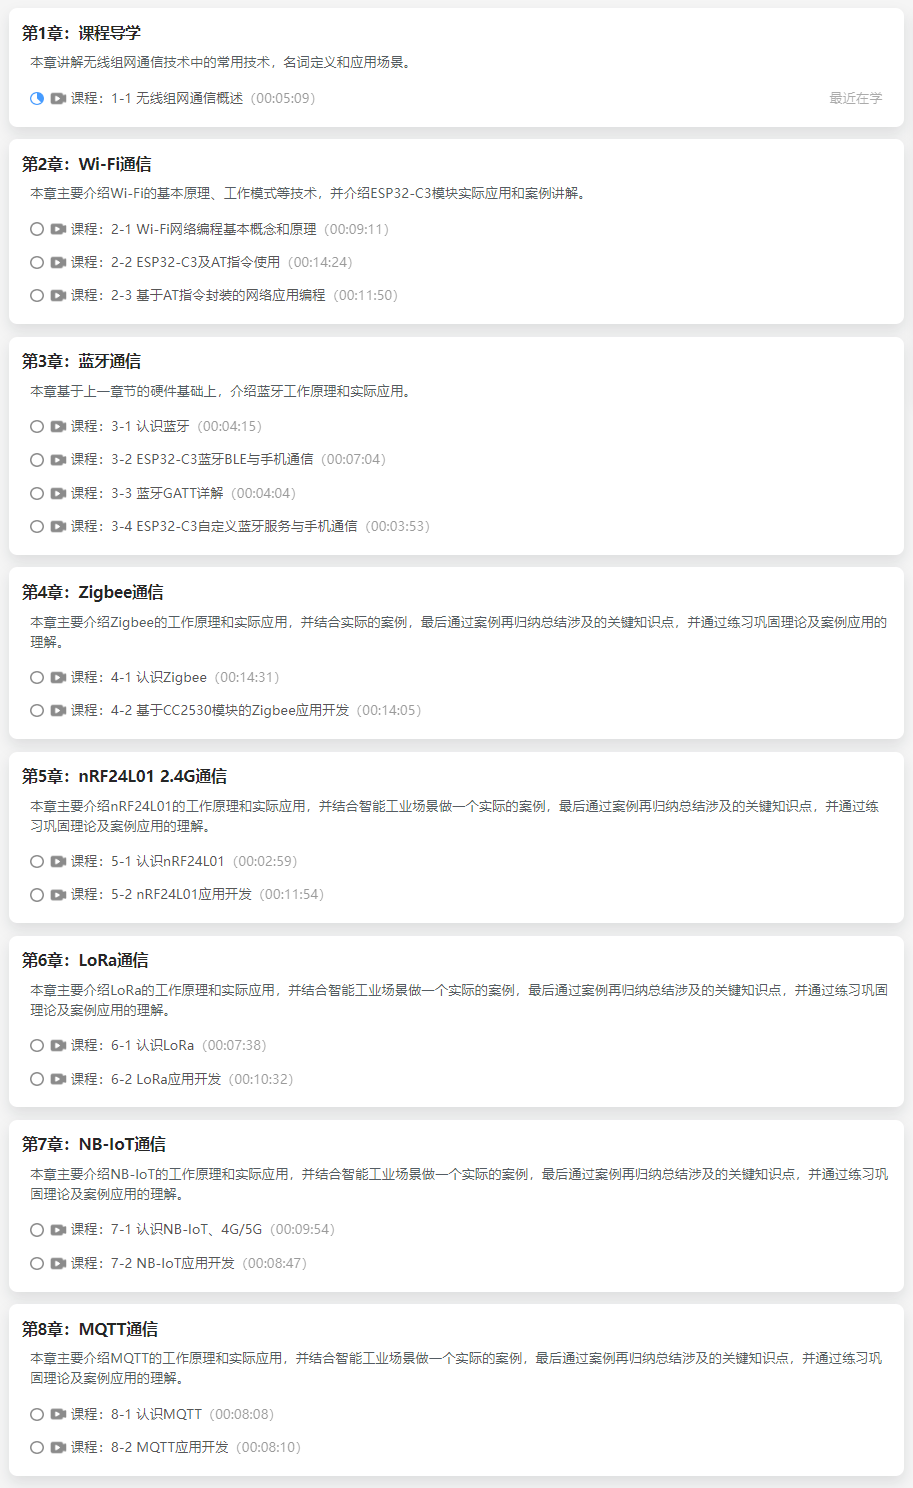 第1章：课程导学
本章讲解无线组网通信技术中的常用技术，名词定义和应用场景。
课程：1-1 无线组网通信概述（00:05:09） 最近在学
第2章：Wi-Fi通信
本章主要介绍Wi-Fi的基本原理、工作模式等技术，并介绍ESP32-C3模块实际应用和案例讲解。
课程：2-1 Wi-Fi网络编程基本概念和原理（00:09:11）
课程：2-2 ESP32-C3及AT指令使用（00:14:24）
课程：2-3 基于AT指令封装的网络应用编程（00:11:50）
第3章：蓝牙通信
本章基于上一章节的硬件基础上，介绍蓝牙工作原理和实际应用。
课程：3-1 认识蓝牙（00:04:15）
课程：3-2 ESP32-C3蓝牙BLE与手机通信（00:07:04）
课程：3-3 蓝牙GATT详解（00:04:04）
课程：3-4 ESP32-C3自定义蓝牙服务与手机通信（00:03:53）
第4章：Zigbee通信
本章主要介绍Zigbee的工作原理和实际应用，并结合实际的案例，最后通过案例再归纳总结涉及的关键知识点，并通过练习巩固理论及案例应用的
理解。
课程：4-1 认识Zigbee（00:14:31）
课程：4-2 基于CC2530模块的Zigbee应用开发（00:14:05）
第5章：nRF24L01 2.4G通信
本章主要介绍nRF24L01的工作原理和实际应用，并结合智能工业场景做一个实际的案例，最后通过案例再归纳总结涉及的关键知识点，并通过练
习巩固理论及案例应用的理解。
课程：5-1 认识nRF24L01（00:02:59）
课程：5-2 nRF24L01应用开发（00:11:54）
第6章：LoRa通信
本章主要介绍LoRa的工作原理和实际应用，并结合智能工业场景做一个实际的案例，最后通过案例再归纳总结涉及的关键知识点，并通过练习巩固
理论及案例应用的理解。
课程：6-1 认识LoRa（00:07:38）
课程：6-2 LoRa应用开发（00:10:32）
第7章：NB-IoT通信
本章主要介绍NB-IoT的工作原理和实际应用，并结合智能工业场景做一个实际的案例，最后通过案例再归纳总结涉及的关键知识点，并通过练习巩
固理论及案例应用的理解。
课程：7-1 认识NB-IoT、4G/5G（00:09:54）
课程：7-2 NB-IoT应用开发（00:08:47）
第8章：MQTT通信
本章主要介绍MQTT的工作原理和实际应用，并结合智能工业场景做一个实际的案例，最后通过案例再归纳总结涉及的关键知识点，并通过练习巩
固理论及案例应用的理解。
课程：8-1 认识MQTT（00:08:08）
课程：8-2 MQTT应用开发（00:08:10）